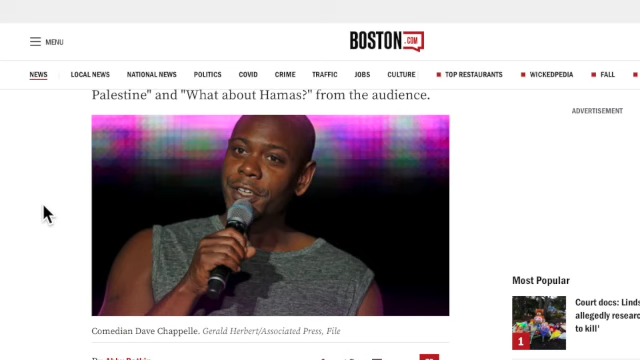 MENU
BOSTON.COM
NEWS LOCAL NEWS NATIONAL NEWS POLITICS COVID CRIME TRAFFIC JOBS CULTURE TOP RESTAURANTS WICKEDPEDIA FALL
Palestine" and "What about Hamas?" from the audience.
ADVERTISEMENT
Most Popular
Court docs: Linds
allegedly researc
to kill'
1
Comedian Dave Chappelle. Gerald Herbert/Associated Press, File